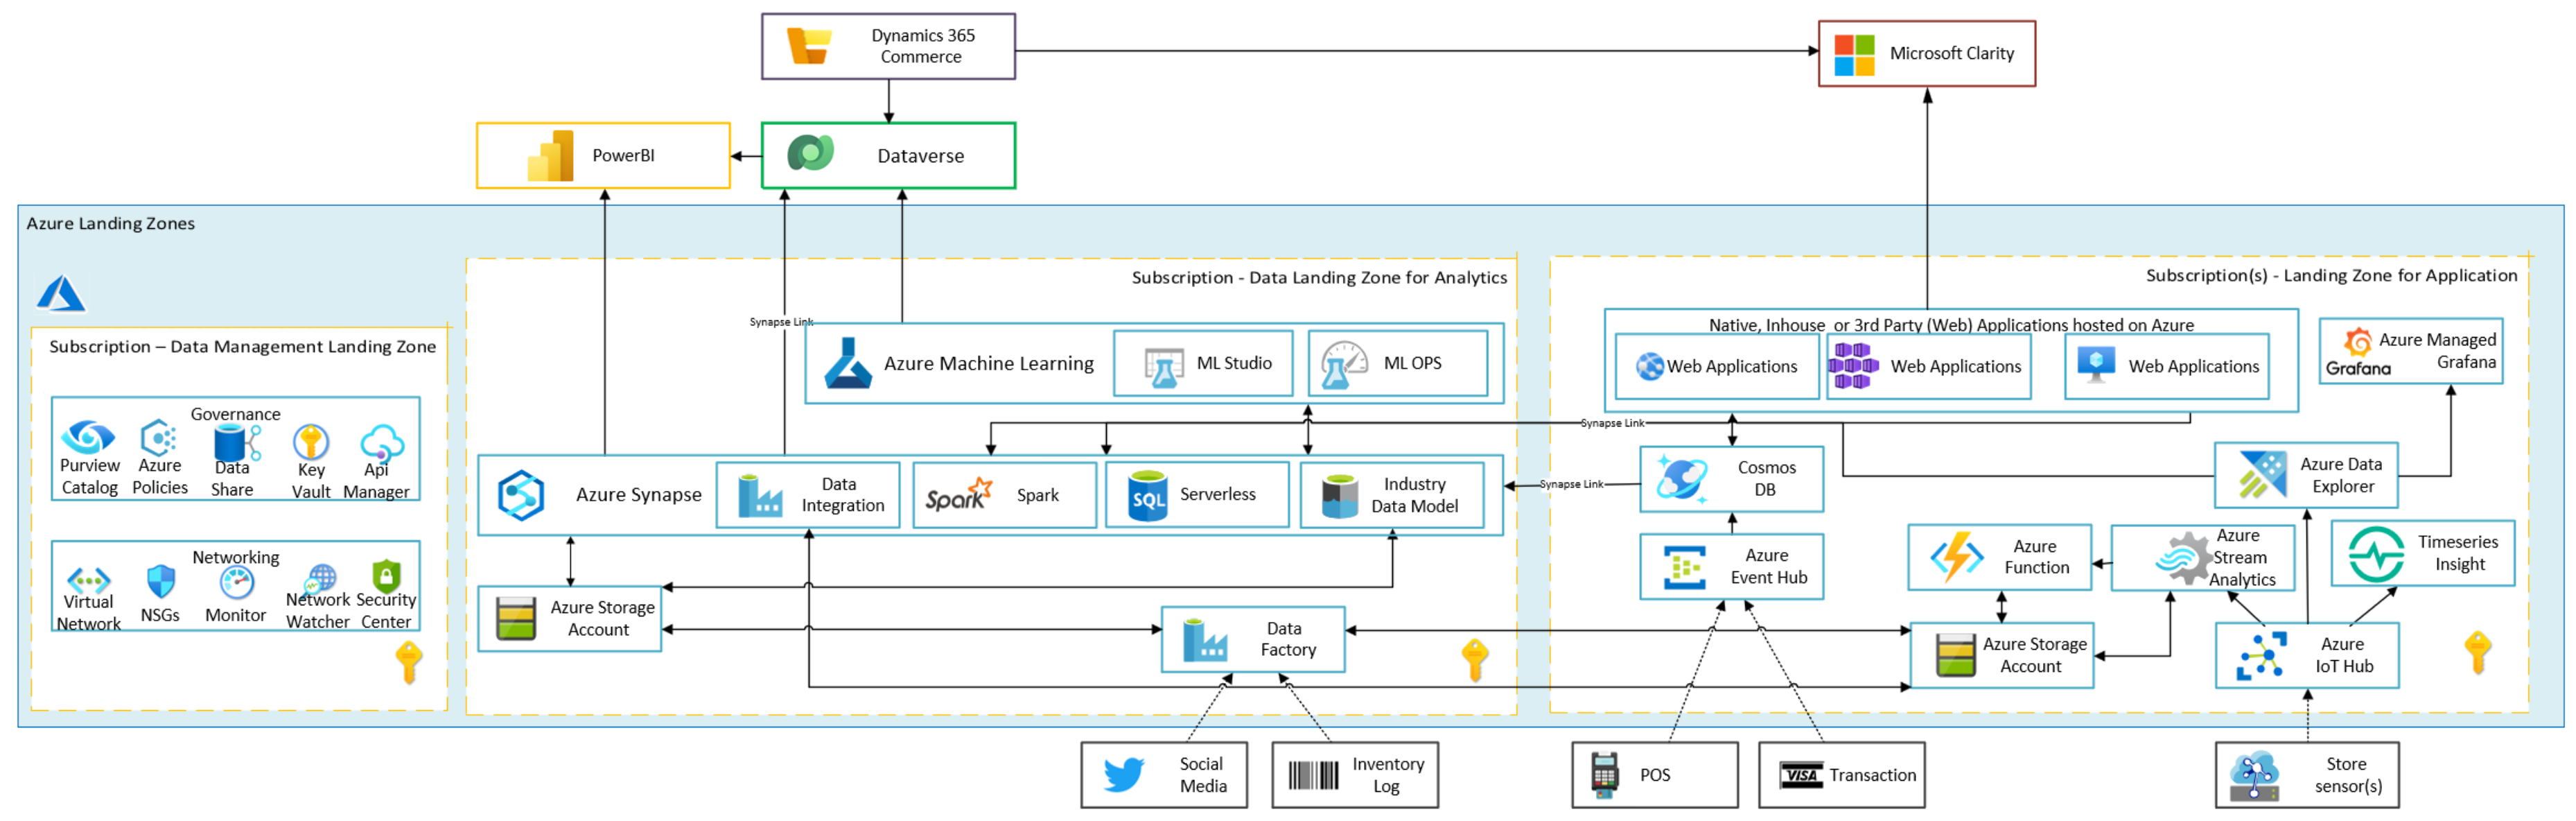 Dynamics 365
Commerce
Microsoft Clarity
PowerBI
Dataverse
Azure Landing Zones
Subscription – Data Management Landing Zone
Governance
Purview
Catalog
Azure
Policies
Data
Share
Key
Vault
Api
Manager
Networking
Virtual
Network
NSGs
Monitor
Network
Watcher
Security
Center
Subscription - Data Landing Zone for Analytics
Synapse Link
Azure Machine Learning
ML Studio
ML OPS
Azure Synapse
Data
Integration
Spark
Spark
SQL
Serverless
Industry
Data Model
Azure Storage
Account
Data
Factory
Subscription(s) - Landing Zone for Application
Native, Inhouse or 3rd Party (Web) Applications hosted on Azure
Web Applications
Web Applications
Web Applications
Grafana
Azure Managed
Grafana
Synapse Link
Synapse Link
Cosmos
DB
Azure Data
Explorer
Azure
Event Hub
Azure
Function
Azure
Stream
Analytics
Timeseries
Insight
Azure Storage
Account
Azure
IoT Hub
Social
Media
Inventory
Log
POS
VISA
Transaction
Store
sensor(s)